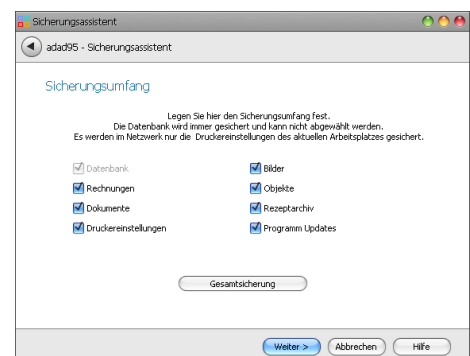 Sicherungsassistent
adad95 - Sicherungsassistent
Sicherungsumfang
Legen Sie hier den Sicherungsumfang fest.
Die Datenbank wird immer gesichert und kann nicht abgewählt werden.
Es werden im Netzwerk nur die Druckereinstellungen des aktuellen Arbeitsplatzes gesichert.
Datenbank
Bilder
Rechnungen
Objekte
Dokumente
Rezeptarchiv
Druckereinstellungen
Programm Updates
Gesamtsicherung
Weiter >
Abbrechen
Hilfe